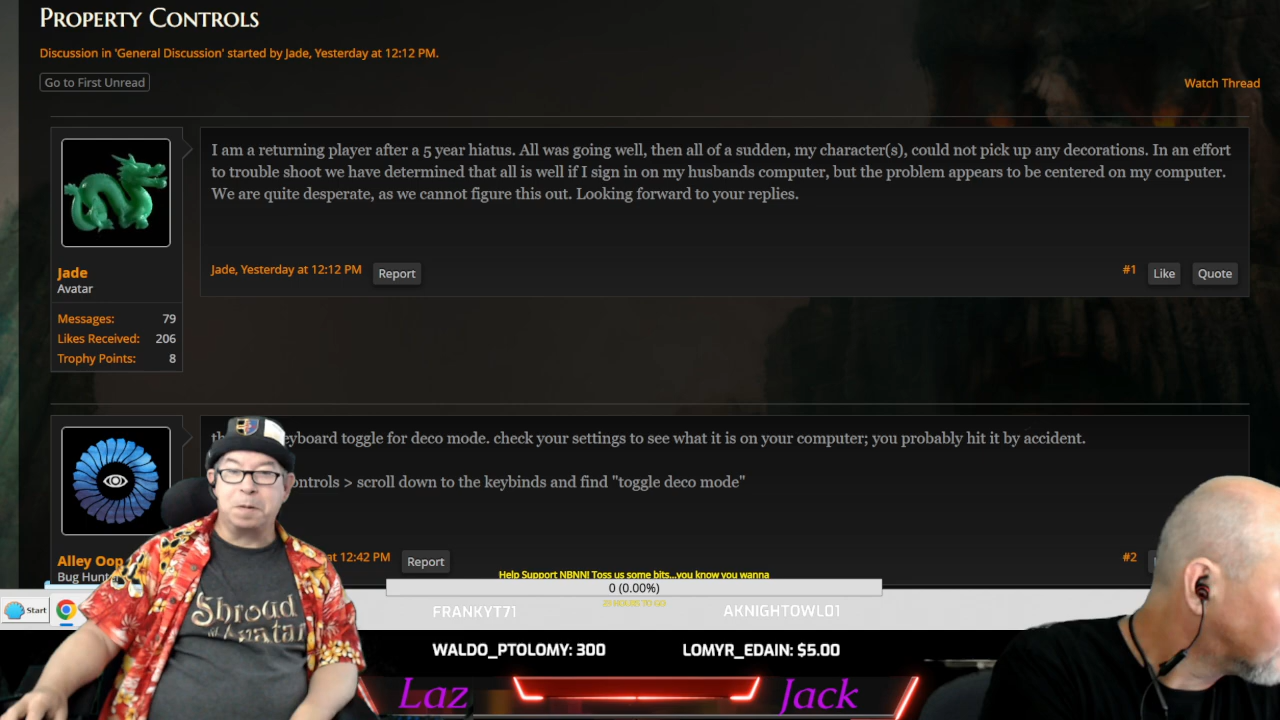 Property Controls
Discussion in 'General Discussion' started by Jade, Yesterday at 12:12 PM.
Go to First Unread
Watch Thread
I am a returning player after a 5 year hiatus. All was going well, then all of a sudden, my character(s), could not pick up any decorations. In an effort
to trouble shoot we have determined that all is well if I sign in on my husbands computer, but the problem appears to be centered on my computer.
We are quite desperate, as we cannot figure this out. Looking forward to your replies.
Jade, Yesterday at 12:12 PM
Report
#1
Like
Quote
Jade
Avatar
Messages: 79
Likes Received: 206
Trophy Points: 8
toggle for deco mode. check your settings to see what it is on your computer; you probably hit it by accident.
> scroll down to the keybinds and find "toggle deco mode"
at 12:42 PM
Report
#2
Alley Oop
Bug
Help Support NBNN! Toss us some bits...you know you wanna
0 (0.00%)
Start
FRANKYT71
AKNIGHTOWL01
WALDO_PTOLOMY: 300
LOMYR_EDAIN: $5.00
Shroud
Avatar
Laz
Jack